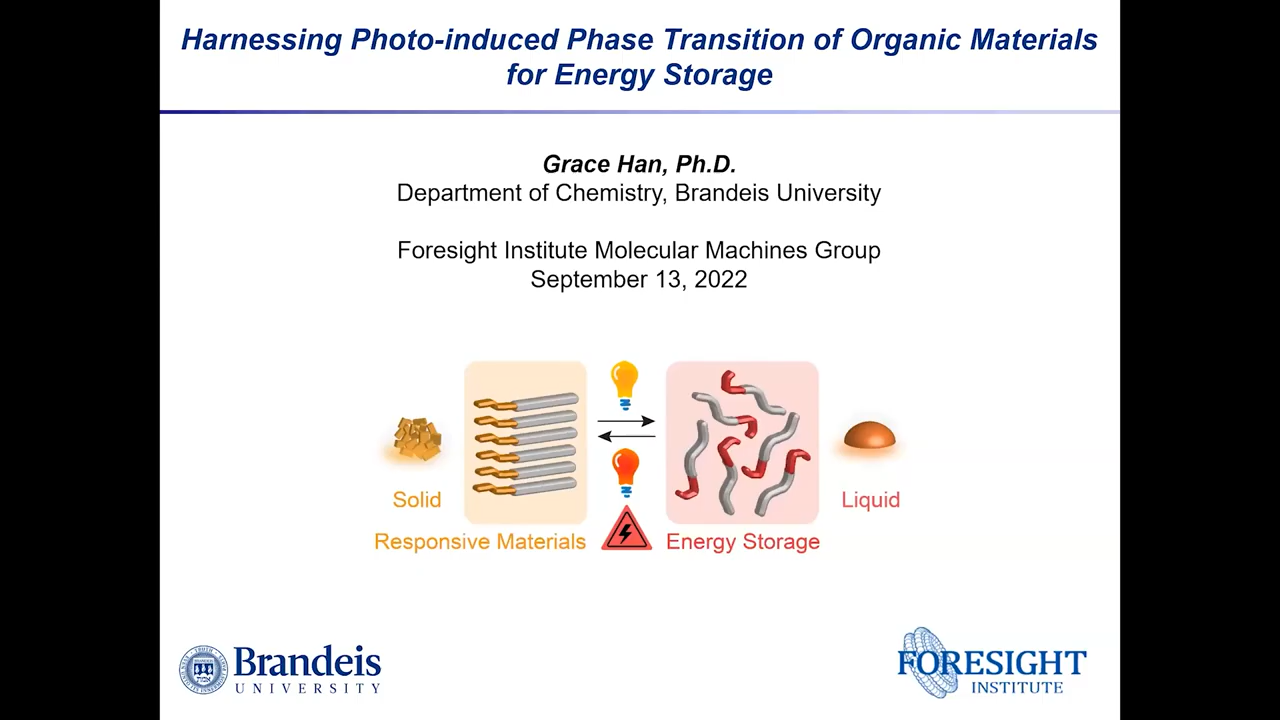 Harnessing Photo-induced Phase Transition of Organic Materials
for Energy Storage
Grace Han, Ph.D.
Department of Chemistry, Brandeis University
Foresight Institute Molecular Machines Group
September 13, 2022
Solid
Liquid
Responsive Materials
Energy Storage
Brandeis
UNIVERSITY
FORESIGHT
INSTITUTE